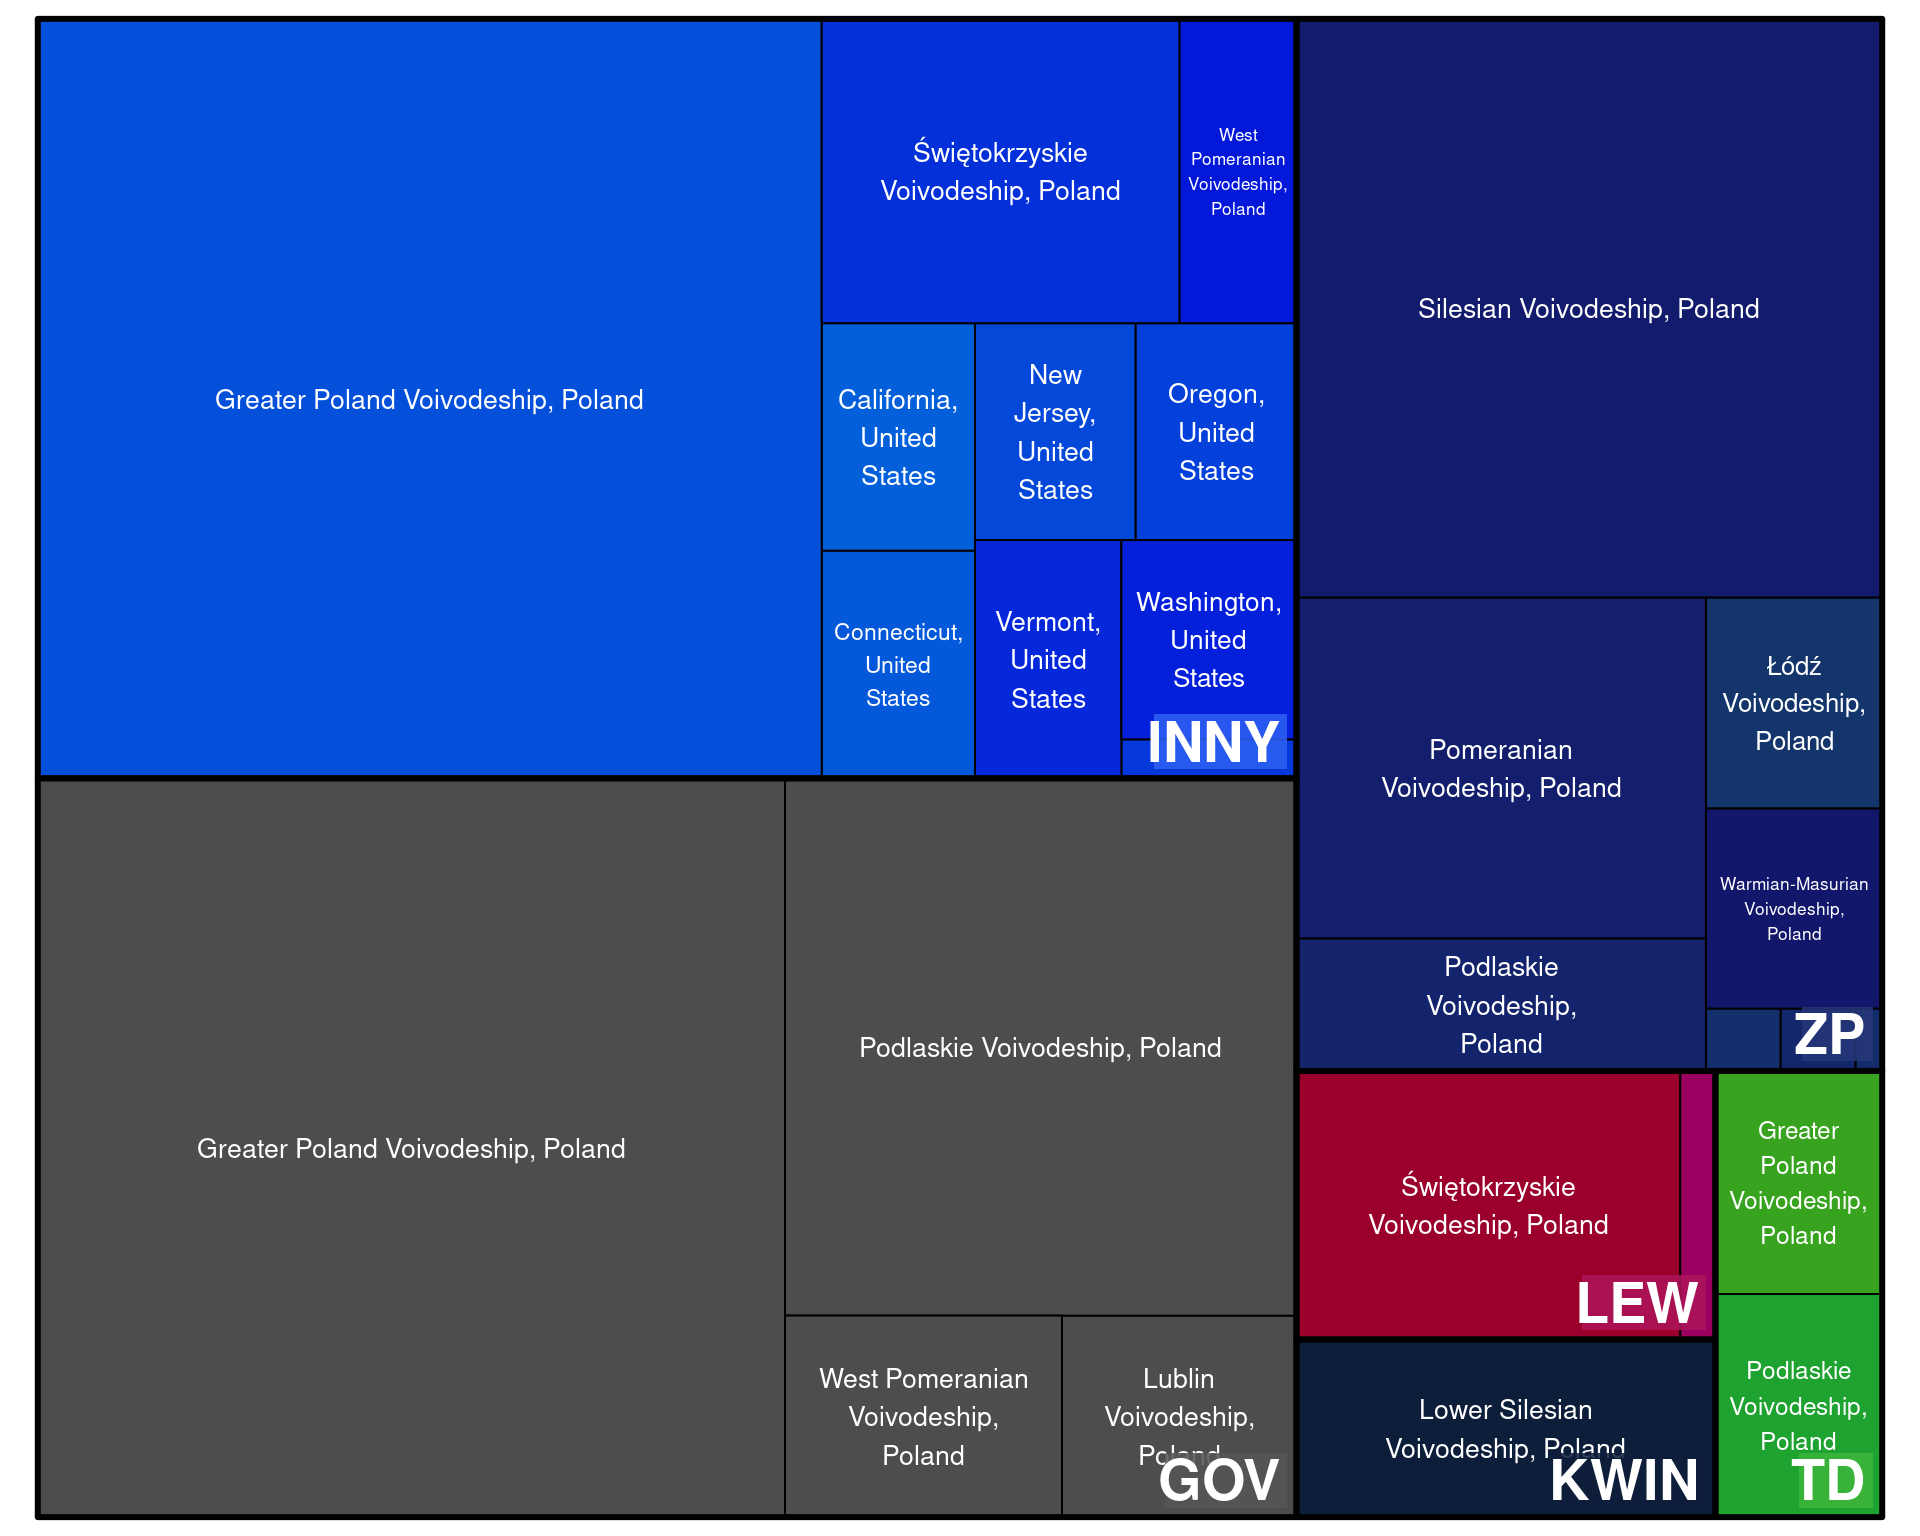 Greater Poland Voivodeship, Poland
Świętokrzyskie
Voivodeship, Poland
West
Pomeranian
Voivodeship,
Poland
California,
United
States
New
Jersey,
United
States
Oregon,
United
States
Connecticut,
United
States
Vermont,
United
States
Washington,
United
States
INNY
Greater Poland Voivodeship, Poland
Podlaskie Voivodeship, Poland
West Pomeranian
Voivodeship,
Poland
Lublin
Voivodeship,
Poland
GOV
Silesian Voivodeship, Poland
Pomeranian
Voivodeship, Poland
Łódź
Voivodeship,
Poland
Warmian-Masurian
Voivodeship,
Poland
Podlaskie
Voivodeship,
Poland
ZP
Świętokrzyskie
Voivodeship, Poland
LEW
Lower Silesian
Voivodeship, Poland
KWIN
Greater
Poland
Voivodeship,
Poland
Podlaskie
Voivodeship,
Poland
TD